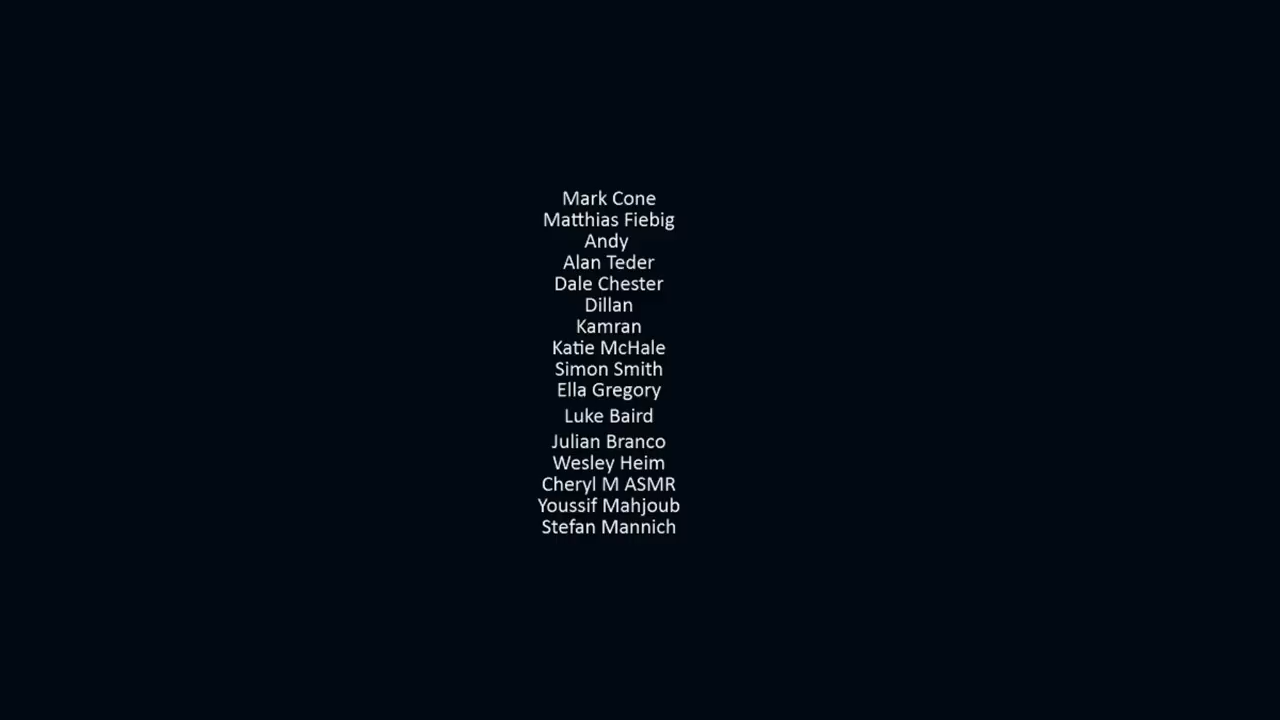 Mark Cone
Matthias Fiebig
Andy
Alan Teder
Dale Chester
Dillan
Kamran
Katie McHale
Simon Smith
Ella Gregory
Luke Baird
Julian Branco
Wesley Heim
Cheryl M ASMR
Youssif Mahjoub
Stefan Mannich